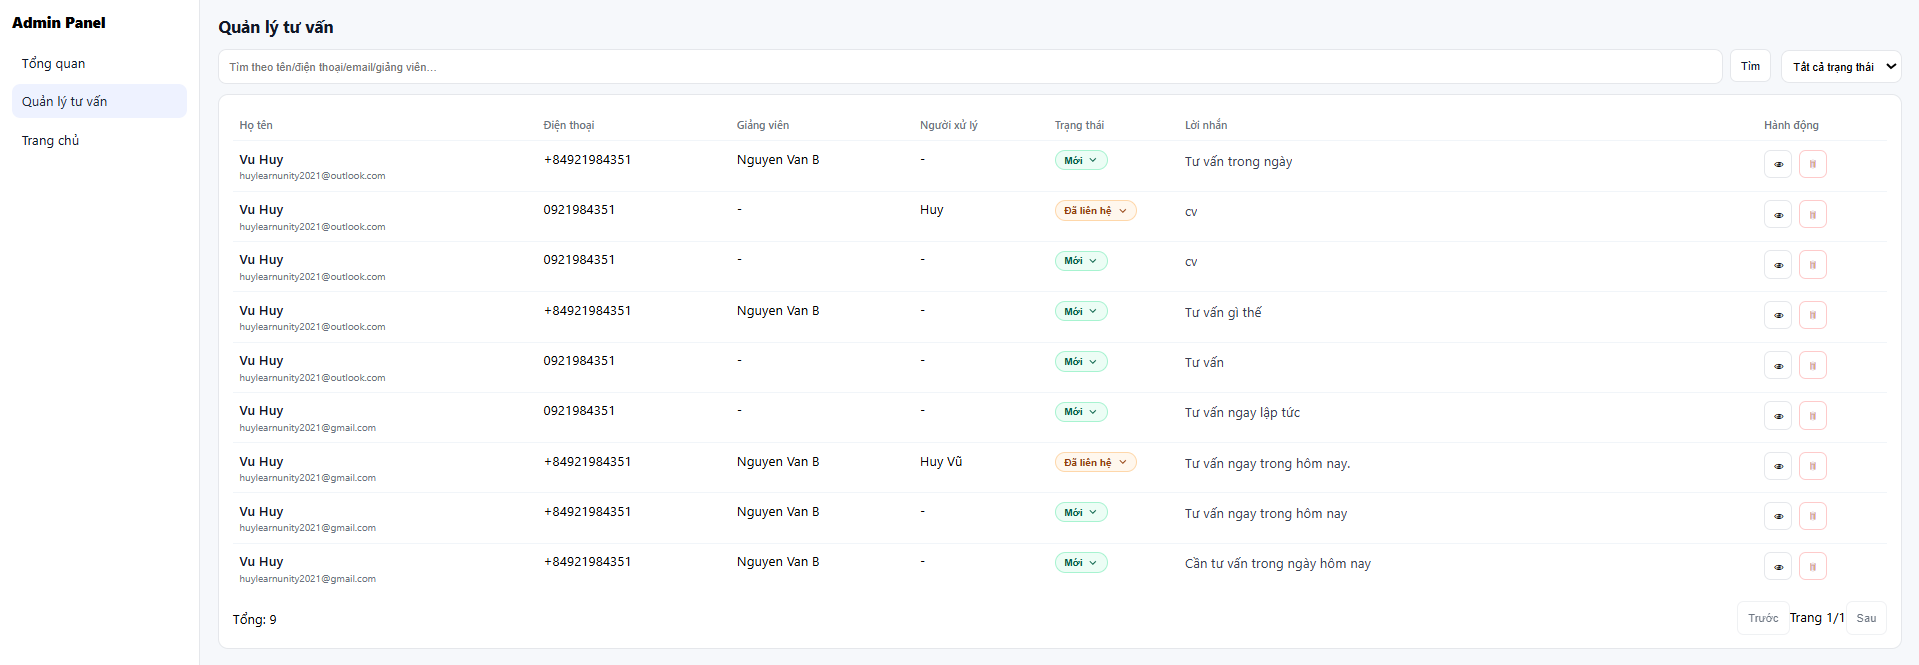 Admin Panel
Tổng quan
Quản lý tư vấn
Trang chủ
Quản lý tư vấn
Tìm theo tên/điện thoại/email/giảng viên...
Tìm
Tất cả trạng thái
Họ tên Điện thoại Giảng viên Người xử lý Trạng thái Lời nhắn Hành động
Vu Huy +84921984351 Nguyen Van B - Mới Tư vấn trong ngày
huylearnunity2021@outlook.com
Vu Huy 0921984351 - Huy Đã liên hệ cv
huylearnunity2021@outlook.com
Vu Huy 0921984351 - - Mới cv
huylearnunity2021@outlook.com
Vu Huy +84921984351 Nguyen Van B - Mới Tư vấn gì thế
huylearnunity2021@outlook.com
Vu Huy 0921984351 - - Mới Tư vấn
huylearnunity2021@outlook.com
Vu Huy 0921984351 - - Mới Tư vấn ngay lập tức
huylearnunity2021@gmail.com
Vu Huy +84921984351 Nguyen Van B Huy Vũ Đã liên hệ Tư vấn ngay trong hôm nay.
huylearnunity2021@gmail.com
Vu Huy +84921984351 Nguyen Van B - Mới Tư vấn ngay trong hôm nay
huylearnunity2021@gmail.com
Vu Huy +84921984351 Nguyen Van B - Mới Cần tư vấn trong ngày hôm nay
huylearnunity2021@gmail.com
Tổng: 9
Trước Trang 1/1 Sau